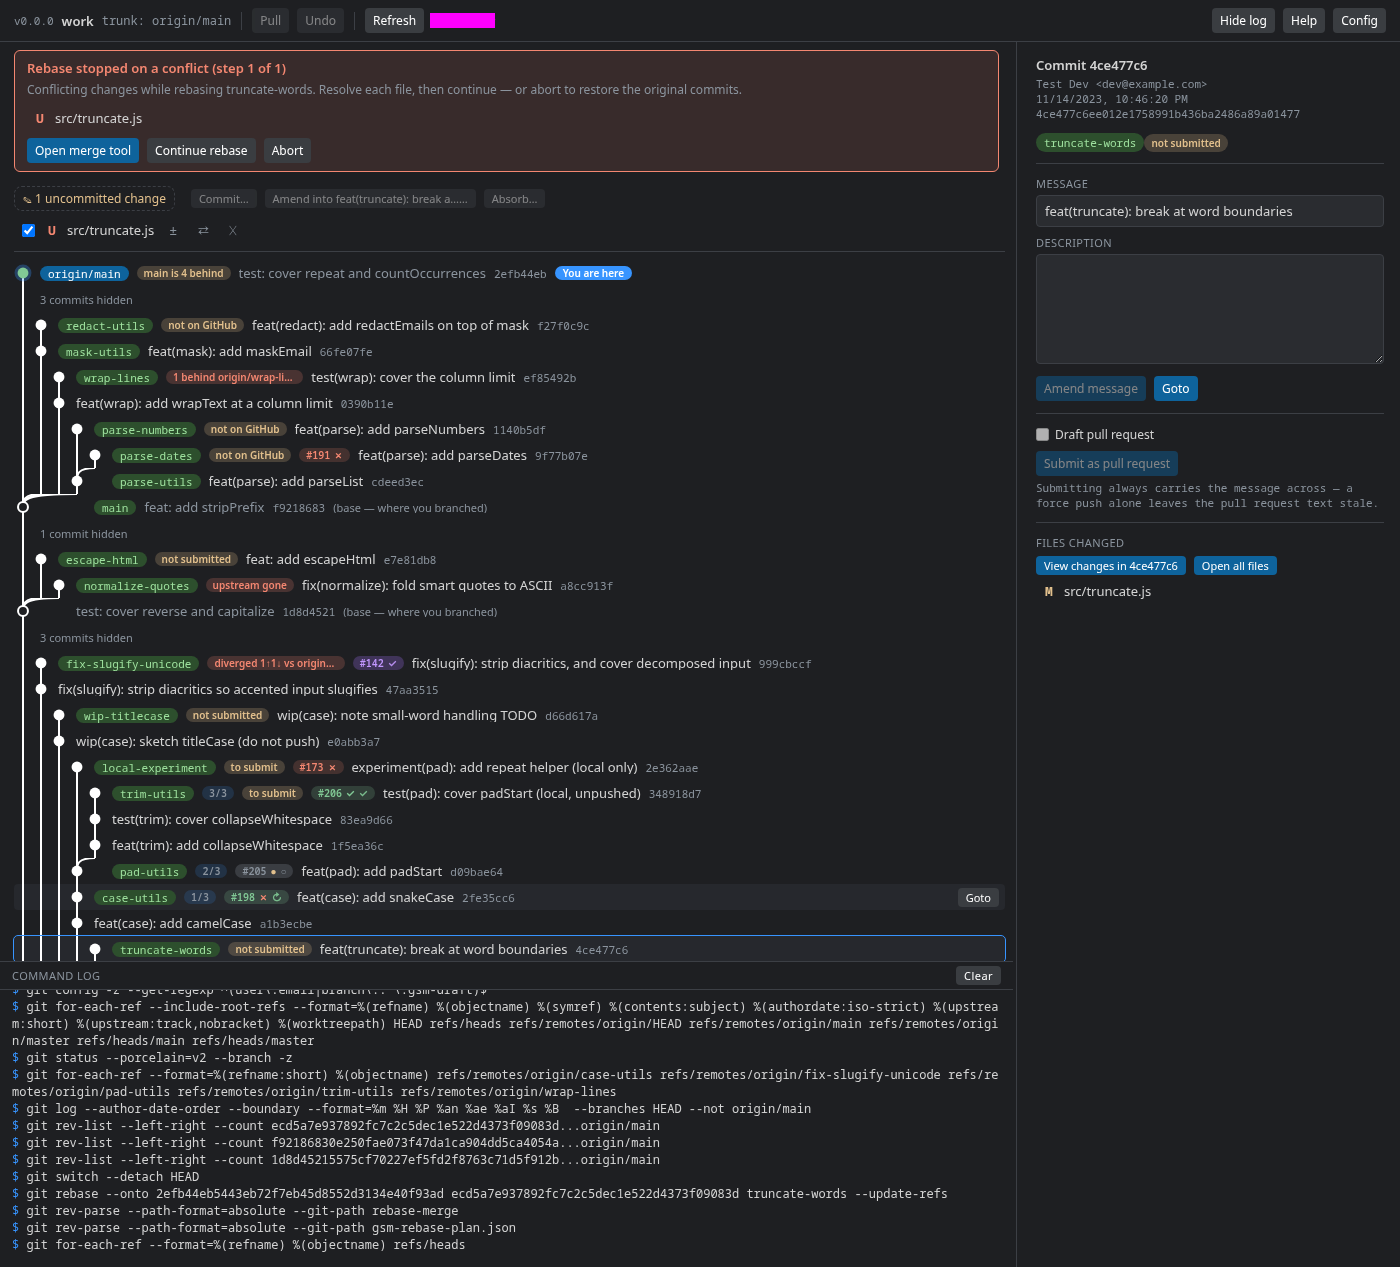 v0.0.0 work trunk: origin/main Pull Undo Refresh Hide log Help Config
Rebase stopped on a conflict (step 1 of 1)
Conflicting changes while rebasing truncate-words. Resolve each file, then continue — or abort to restore the original commits.
U src/truncate.js
Open merge tool Continue rebase Abort
✎ 1 uncommitted change Commit... Amend into feat(truncate): break a...... Absorb...
U src/truncate.js ± ⇄ X
origin/main main is 4 behind test: cover repeat and countOccurrences 2efb44eb You are here
3 commits hidden
redact-utils not on GitHub feat(redact): add redactEmails on top of mask f27f0c9c
mask-utils feat(mask): add maskEmail 66fe07fe
wrap-lines 1 behind origin/wrap-li... test(wrap): cover the column limit ef85492b
feat(wrap): add wrapText at a column limit 0390b11e
parse-numbers not on GitHub feat(parse): add parseNumbers 1140b5df
parse-dates not on GitHub #191 × feat(parse): add parseDates 9f77b07e
parse-utils feat(parse): add parseList cdeed3ec
main feat: add stripPrefix f9218683 (base — where you branched)
1 commit hidden
escape-html not submitted feat: add escapeHtml e7e81db8
normalize-quotes upstream gone fix(normalize): fold smart quotes to ASCII a8cc913f
test: cover reverse and capitalize 1d8d4521 (base — where you branched)
3 commits hidden
fix-slugify-unicode diverged 1↑1↓ vs origin... #142 ✓ fix(slugify): strip diacritics, and cover decomposed input 999cbccf
fix(slugify): strip diacritics so accented input slugifies 47aa3515
wip-titlecase not submitted wip(case): note small-word handling TODO d66d617a
wip(case): sketch titleCase (do not push) e0abb3a7
local-experiment to submit #173 × experiment(pad): add repeat helper (local only) 2e362aae
trim-utils 3/3 to submit #206 ✓ ✓ test(pad): cover padStart (local, unpushed) 348918d7
test(trim): cover collapseWhitespace 83ea9d66
feat(trim): add collapseWhitespace 1f5ea36c
pad-utils 2/3 #205 ● ○ feat(pad): add padStart d09bae64
case-utils 1/3 #198 × ↻ feat(case): add snakeCase 2fe35cc6 Goto
feat(case): add camelCase a1b3ecbe
truncate-words not submitted feat(truncate): break at word boundaries 4ce477c6
COMMAND LOG Clear
$ git config -z --get-regexp ^(user\.email|branch\..*\.gsm-draft)$
$ git for-each-ref --include-root-refs --format=%(refname) %(objectname) %(symref) %(contents:subject) %(authordate:iso-strict) %(upstrea
m:short) %(upstream:track,nobracket) %(worktreepath) HEAD refs/heads refs/remotes/origin/HEAD refs/remotes/origin/main refs/remotes/origi
n/master refs/heads/main refs/heads/master
$ git status --porcelain=v2 --branch -z
$ git for-each-ref --format=%(refname:short) %(objectname) refs/remotes/origin/case-utils refs/remotes/origin/fix-slugify-unicode refs/re
motes/origin/pad-utils refs/remotes/origin/trim-utils refs/remotes/origin/wrap-lines
$ git log --author-date-order --boundary --format=%m %H %P %an %ae %aI %s %B --branches HEAD --not origin/main
$ git rev-list --left-right --count ecd5a7e937892fc7c2c5dec1e522d4373f09083d...origin/main
$ git rev-list --left-right --count f92186830e250fae073f47da1ca904dd5ca4054a...origin/main
$ git rev-list --left-right --count 1d8d45215575cf70227ef5fd2f8763c71d5f912b...origin/main
$ git switch --detach HEAD
$ git rebase --onto 2efb44eb5443eb72f7eb45d8552d3134e40f93ad ecd5a7e937892fc7c2c5dec1e522d4373f09083d truncate-words --update-refs
$ git rev-parse --path-format=absolute --git-path rebase-merge
$ git rev-parse --path-format=absolute --git-path gsm-rebase-plan.json
$ git for-each-ref --format=%(refname) %(objectname) refs/heads
Commit 4ce477c6
Test Dev <dev@example.com>
11/14/2023, 10:46:20 PM
4ce477c6ee012e1758991b436ba2486a89a01477
truncate-words not submitted
MESSAGE
feat(truncate): break at word boundaries
DESCRIPTION
Amend message Goto
Draft pull request
Submit as pull request
Submitting always carries the message across — a
force push alone leaves the pull request text stale.
FILES CHANGED
View changes in 4ce477c6 Open all files
M src/truncate.js